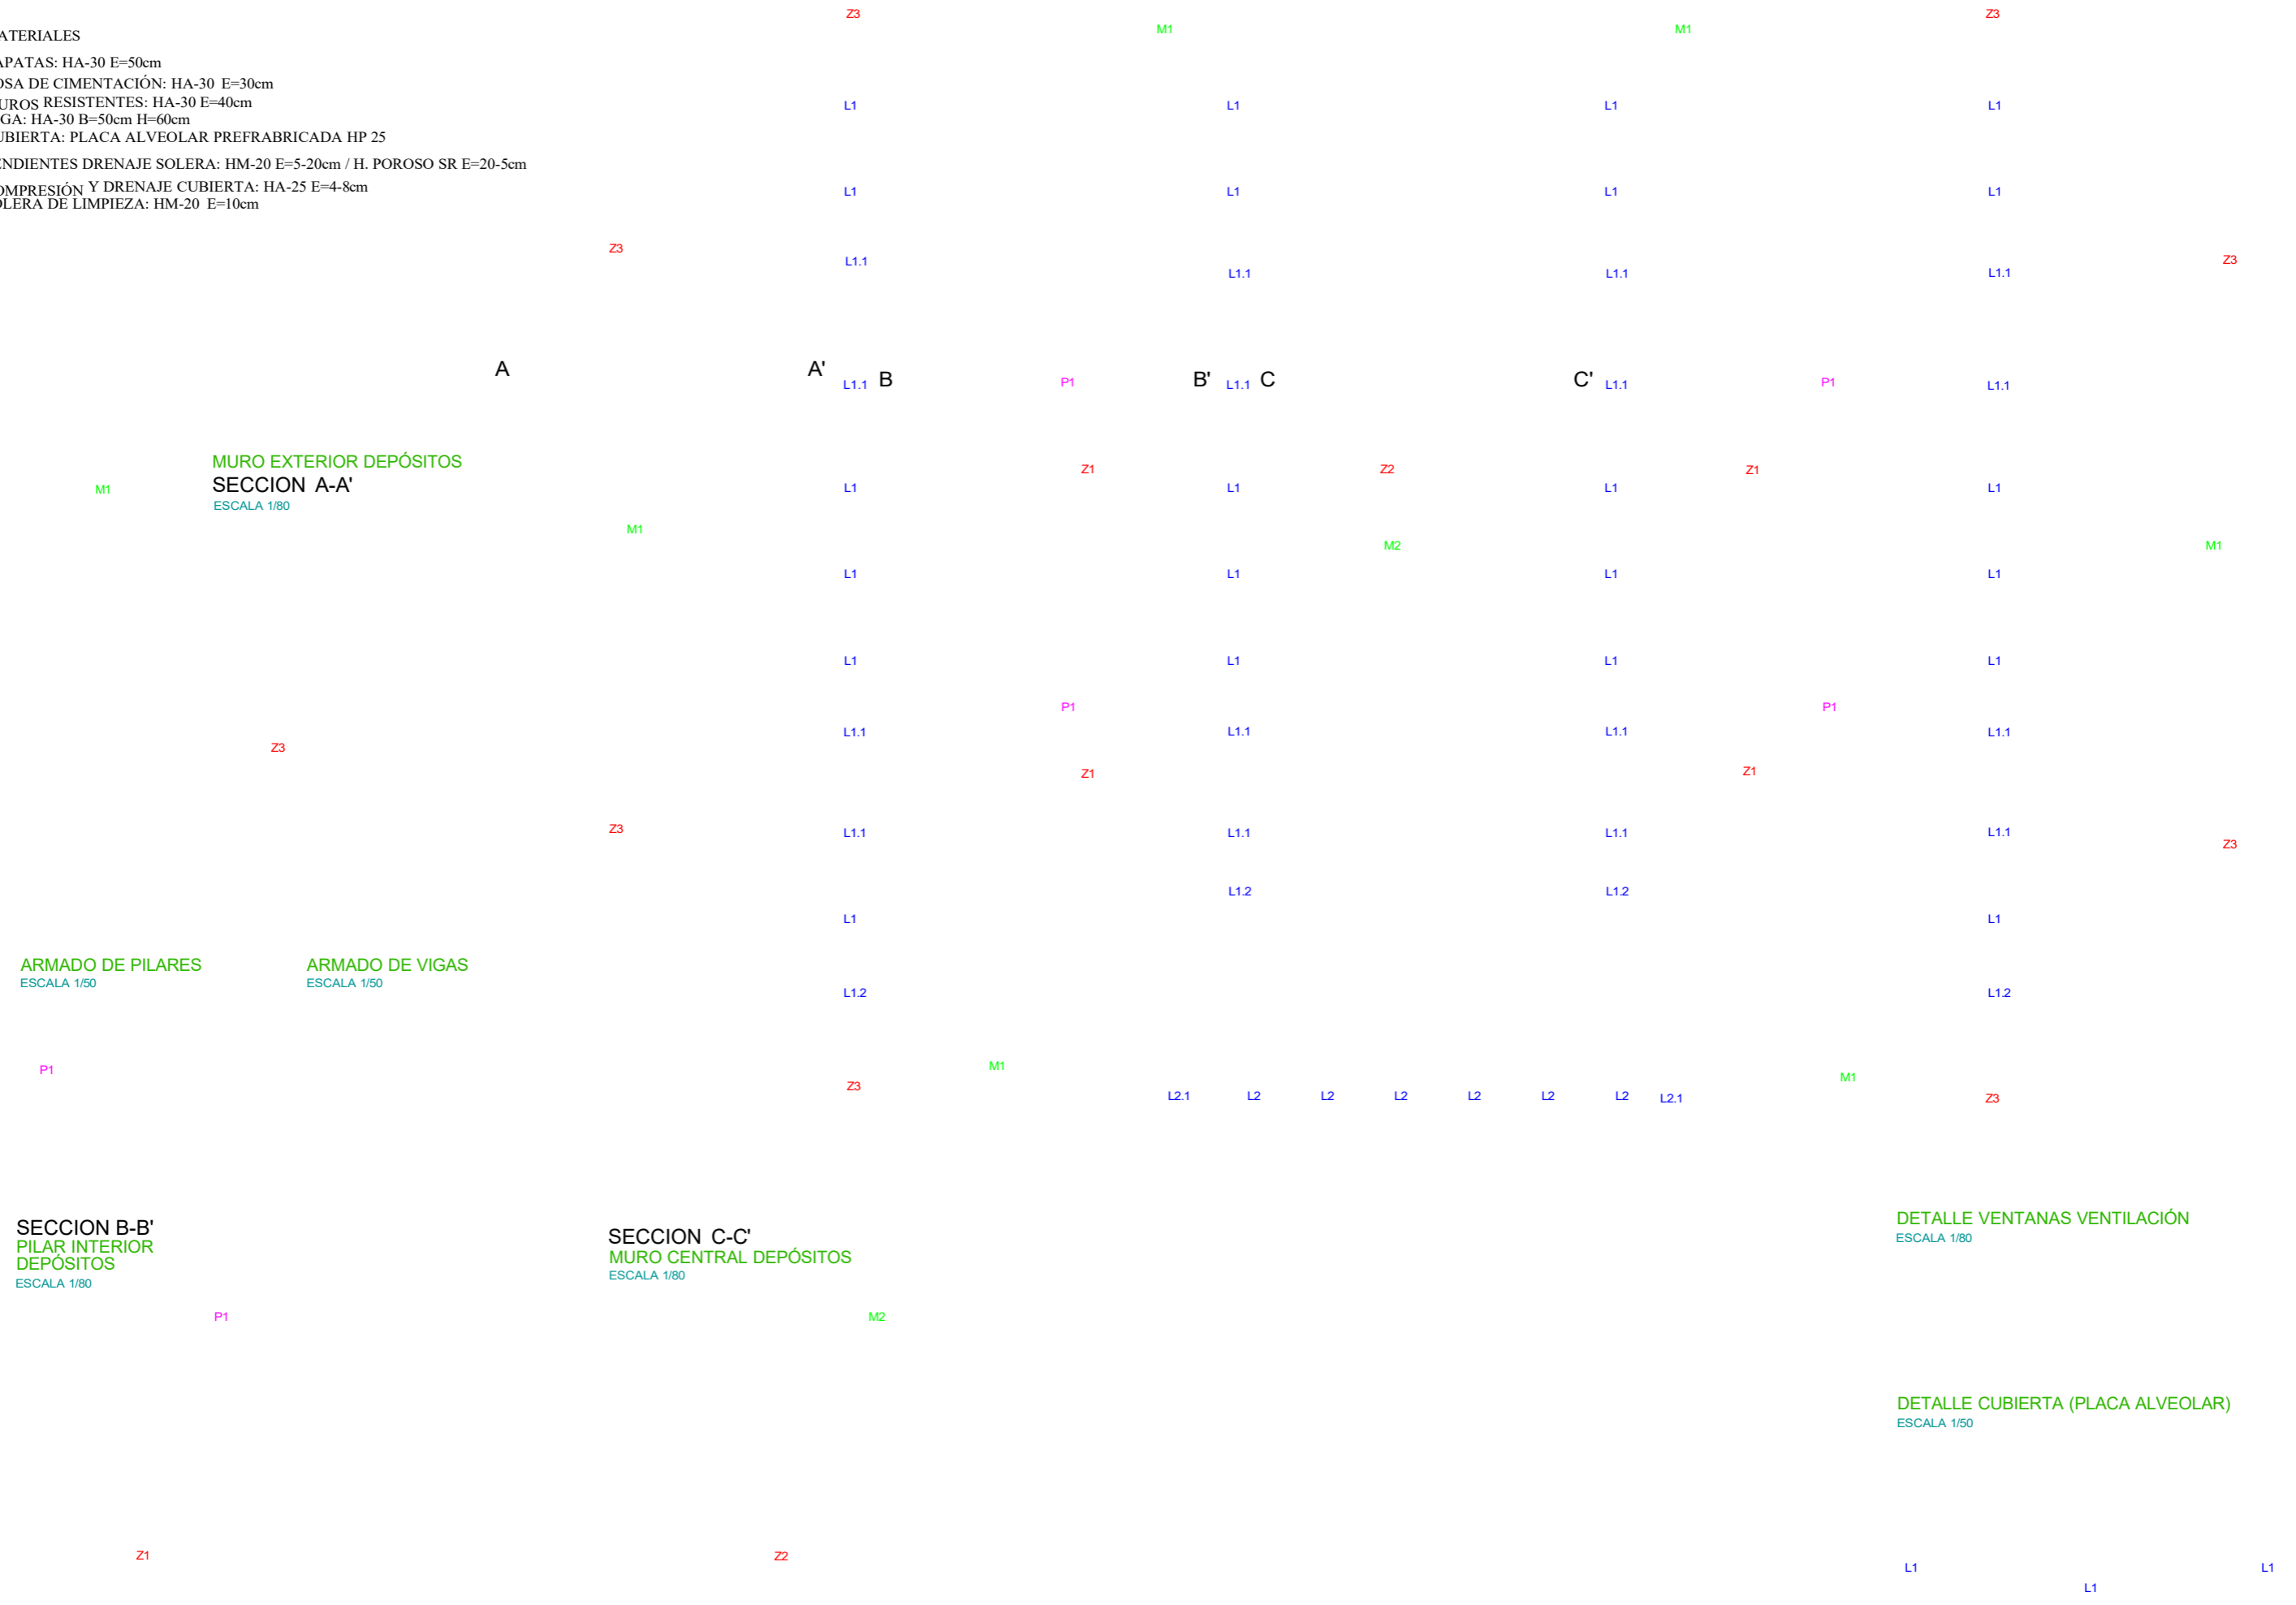 Z3 Z3
M1 M1
ATERIALES
APATAS: HA-30 E=50cm
OSA DE CIMENTACIÓN: HA-30 E=30cm
UROS RESISTENTES: HA-30 E=40cm
L1 L1 L1 L1
GA: HA-30 B=50cm H=60cm
UBIERTA: PLACA ALVEOLAR PREFRABRICADA HP 25
ENDIENTES DRENAJE SOLERA: HM-20 E=5-20cm / H. POROSO SR E=20-5cm
OMPRESIÓN Y DRENAJE CUBIERTA: HA-25 E=4-8cm
L1 L1 L1 L1
OLERA DE LIMPIEZA: HM-20 E=10cm
Z3 L1.1 L1.1 L1.1 L1.1 Z3
A A' L1.1 B P1 B' L1.1 C C' L1.1 P1 L1.1
MURO EXTERIOR DEPÓSITOS
Z1 Z2 Z1
M1 SECCION A-A' L1 L1 L1 L1
ESCALA 1/80
M1 M2 M1
L1 L1 L1 L1
L1 L1 L1 L1
P1 P1
L1.1 L1.1 L1.1 L1.1
Z3
Z1 Z1
Z3 L1.1 L1.1 L1.1 L1.1 Z3
L1.2 L1.2
L1 L1
ARMADO DE PILARES ARMADO DE VIGAS
ESCALA 1/50 ESCALA 1/50
L1.2 L1.2
P1 M1 M1
Z3 L2.1 L2 L2 L2 L2 L2 L2 L2.1 Z3
SECCION B-B'
PILAR INTERIOR
DEPÓSITOS
ESCALA 1/80
SECCION C-C'
MURO CENTRAL DEPÓSITOS
ESCALA 1/80
DETALLE VENTANAS VENTILACIÓN
ESCALA 1/80
P1 M2
DETALLE CUBIERTA (PLACA ALVEOLAR)
ESCALA 1/50
Z1 Z2
L1 L1 L1